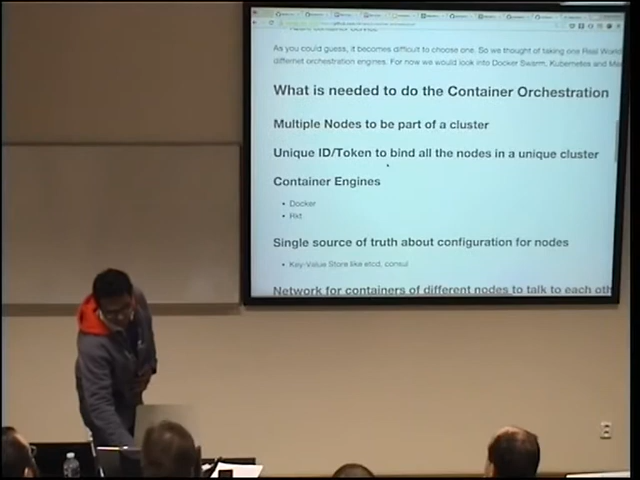 As you could guess, it becomes difficult to choose one. So we thought of taking one Real World
differnet orchestration engines. For now we would look into Docker Swarm, Kubernetes and
What is needed to do the Container Orchestration
Multiple Nodes to be part of a cluster
Unique ID/Token to bind all the nodes in a unique cluster
Container Engines
Docker
Rkt
Single source of truth about configuration for nodes
Key-Value Store like etcd, consul
Network for containers of different nodes to talk to each oth